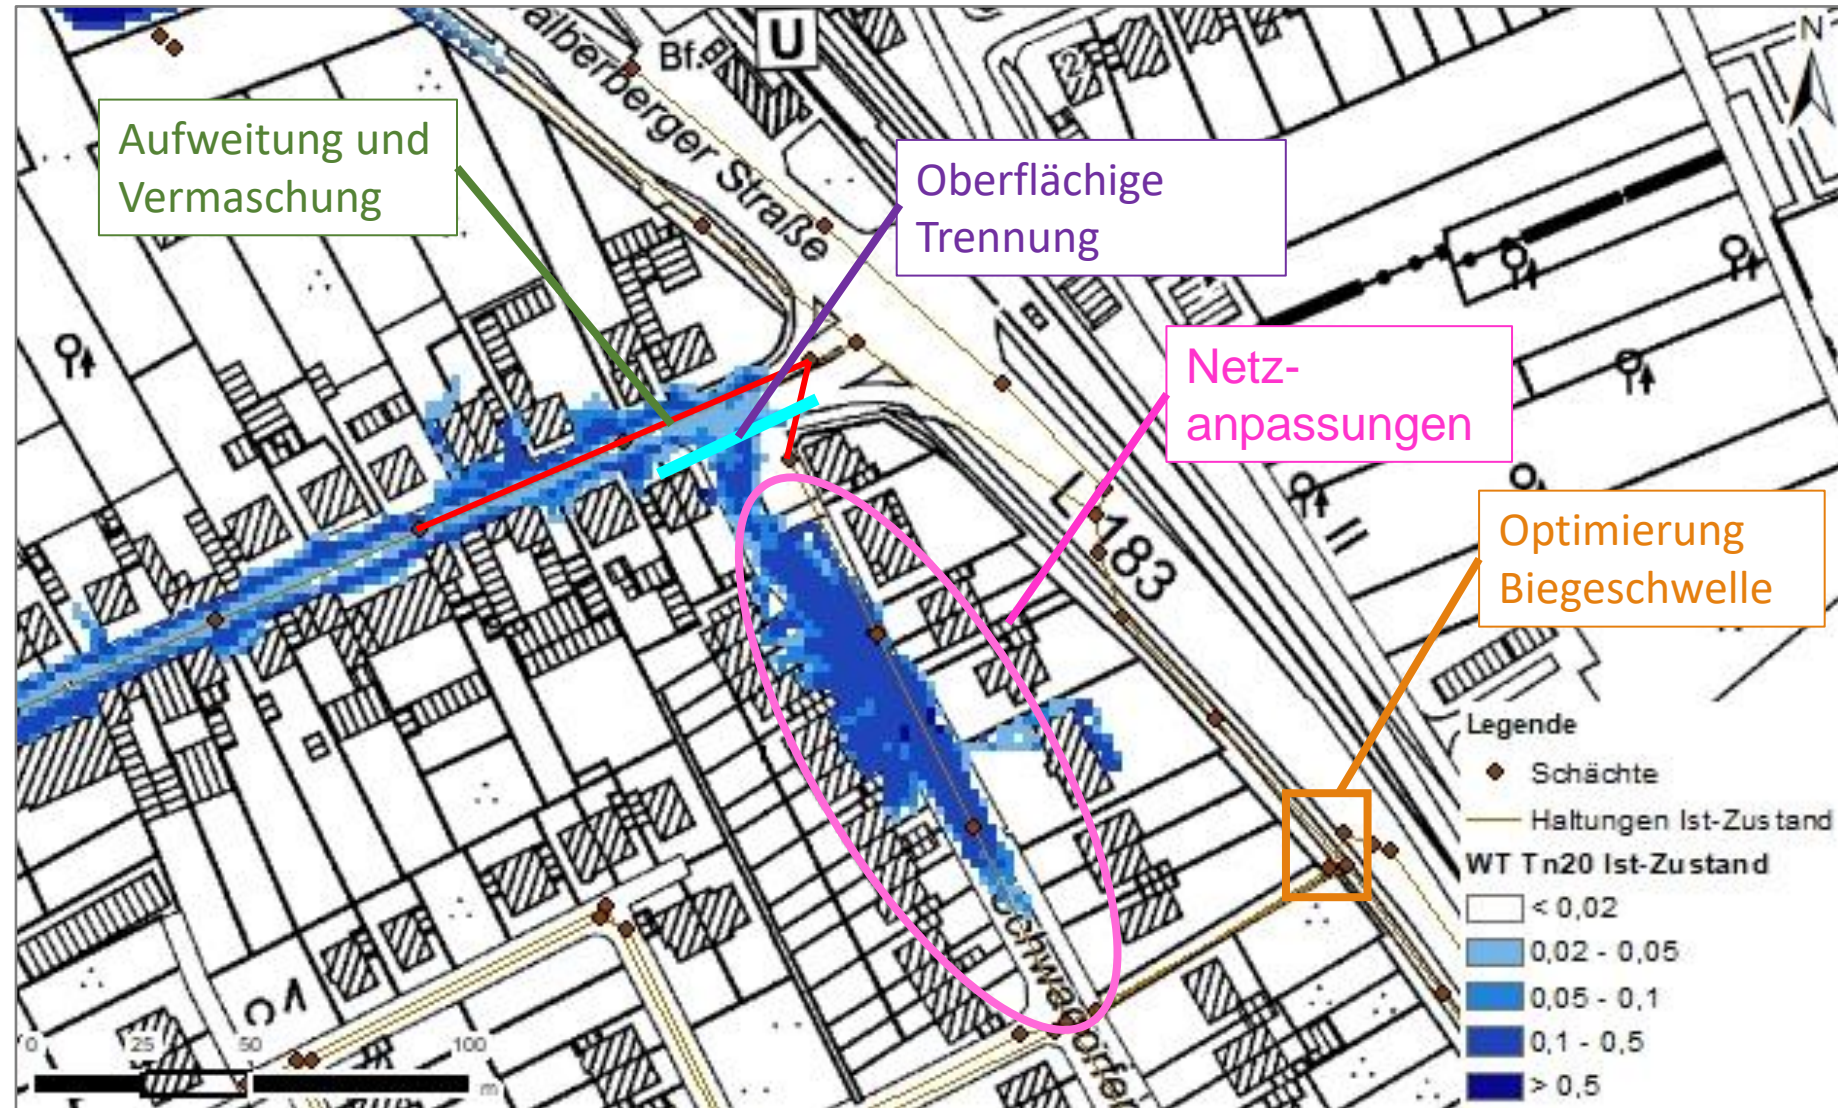 U
Bf.
N
alberberger Straße
Aufweitung und
Vermaschung
Oberflächige
Trennung
Netz-
anpassungen
L 183
Optimierung
Biegeschwelle
Legende
Schächte
Haltungen Ist-Zustand
WT Tn20 Ist-Zustand
< 0,02
0,02 - 0,05
0,05 - 0,1
0,1 - 0,5
> 0,5
chwadorfer
0 25 50 100
m